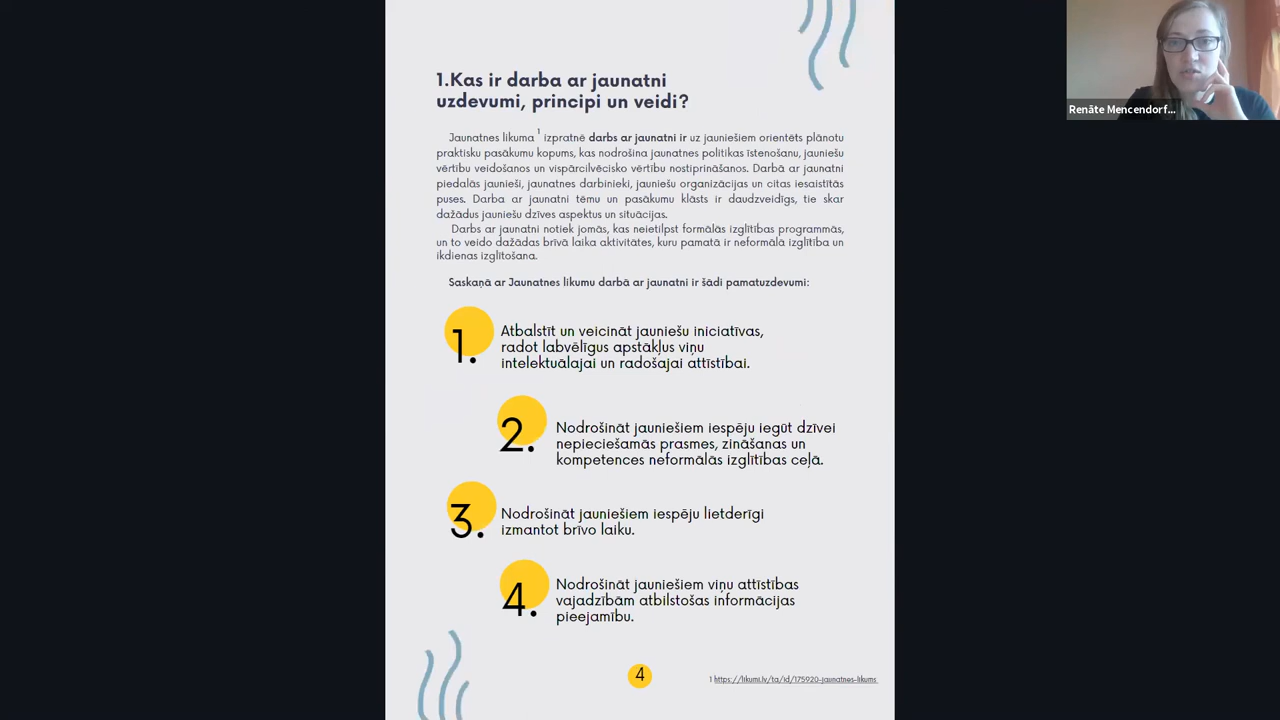 Renāte Mencendorf...
1.Kas ir darba ar jaunatni
uzdevumi, principi un veidi?
Jaunatnes likuma 1 izpratnē darbs ar jaunatni ir uz jauniešiem orientēts plānotu
praktisku pasākumu kopums, kas nodrošina jaunatnes politikas īstenošanu, jauniešu
vērtību veidošanos un vispārcilvēcisko vērtību nostiprināšanos. Darbā ar jaunatni
piedalās jaunieši, jaunatnes darbinieki, jauniešu organizācijas un citas iesaistītās
puses. Darba ar jaunatni tēmu un pasākumu klāsts ir daudzveidīgs, tie skar
dažādus jauniešu dzīves aspektus un situācijas.
Darbs ar jaunatni notiek jomās, kas neietilpst formālās izglītības programmās,
un to veido dažādas brīvā laika aktivitātes, kuru pamatā ir neformālā izglītība un
ikdienas izglītošana.
Saskaņā ar Jaunatnes likumu darbā ar jaunatni ir šādi pamatuzdevumi:
1.
Atbalstīt un veicināt jauniešu iniciatīvas,
radot labvēlīgus apstākļus viņu
intelektuālajai un radošajai attīstībai.
2.
Nodrošināt jauniešiem iespēju iegūt dzīvei
nepieciešamās prasmes, zināšanas un
kompetences neformālās izglītības ceļā.
3.
Nodrošināt jauniešiem iespēju lietderīgi
izmantot brīvo laiku.
4.
Nodrošināt jauniešiem viņu attīstības
vajadzībām atbilstošas informācijas
pieejamību.
4
1 https://likumi.lv/ta/id/175920-jaunatnes-likums